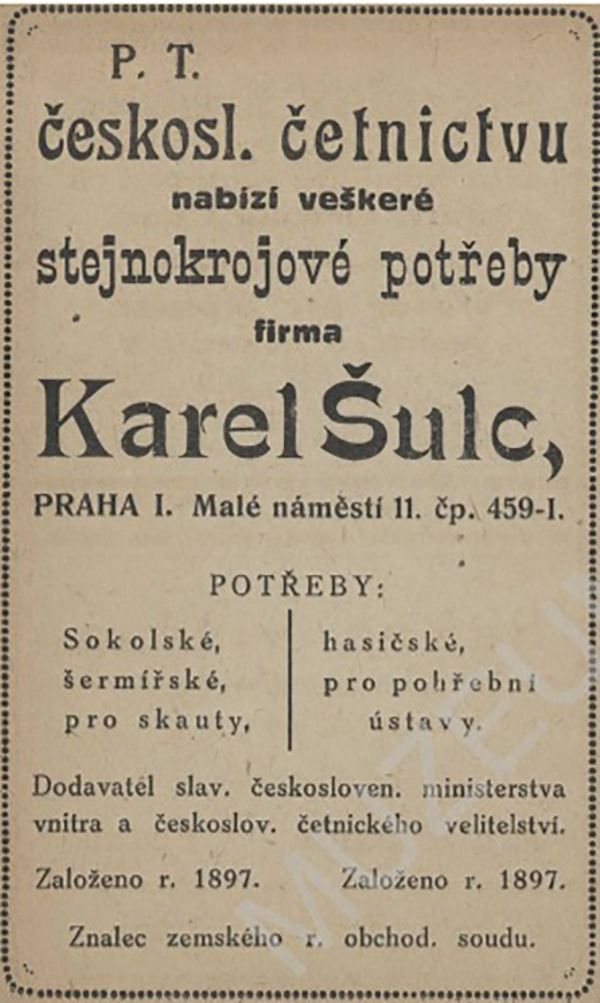 P. T.
českosl. četnictvu
nabízí veškeré
stejnokrojové potřeby
firma
Karel Šulc,
PRAHA I. Malé náměstí 11. čp. 459-I.
POTŘEBY:
Sokolské,
šermířské,
pro skauty,
hasičské,
pro pohřební
ústavy.
Dodavatel slav. českosloven. ministerstva
vnitra a českoslov. četnického velitelství.
Založeno r. 1897. Založeno r. 1897.
Znalec zemského r. obchod. soudu.
MUZEU